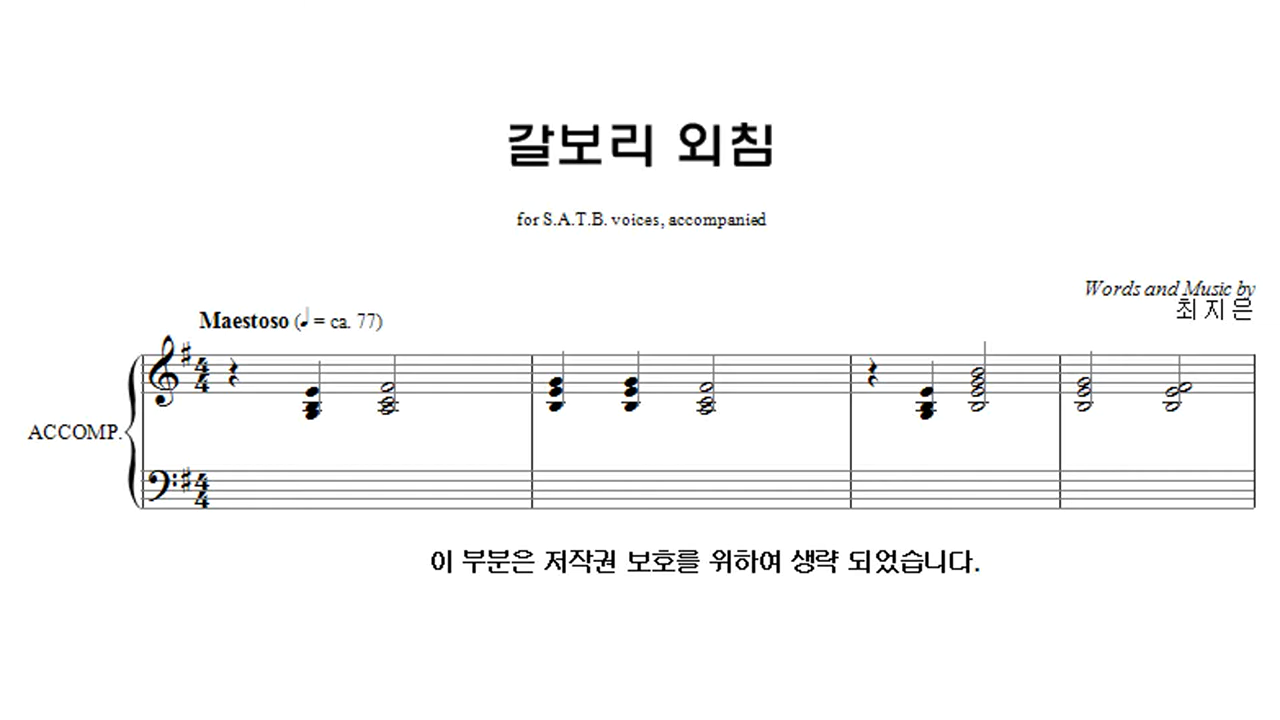 갈보리 외침
for S.A.T.B. voices, accompanied
Words and Music by
최 지 은
Maestoso (♩ = ca. 77)
ACCOMP.
이 부분은 저작권 보호를 위하여 생략 되었습니다.